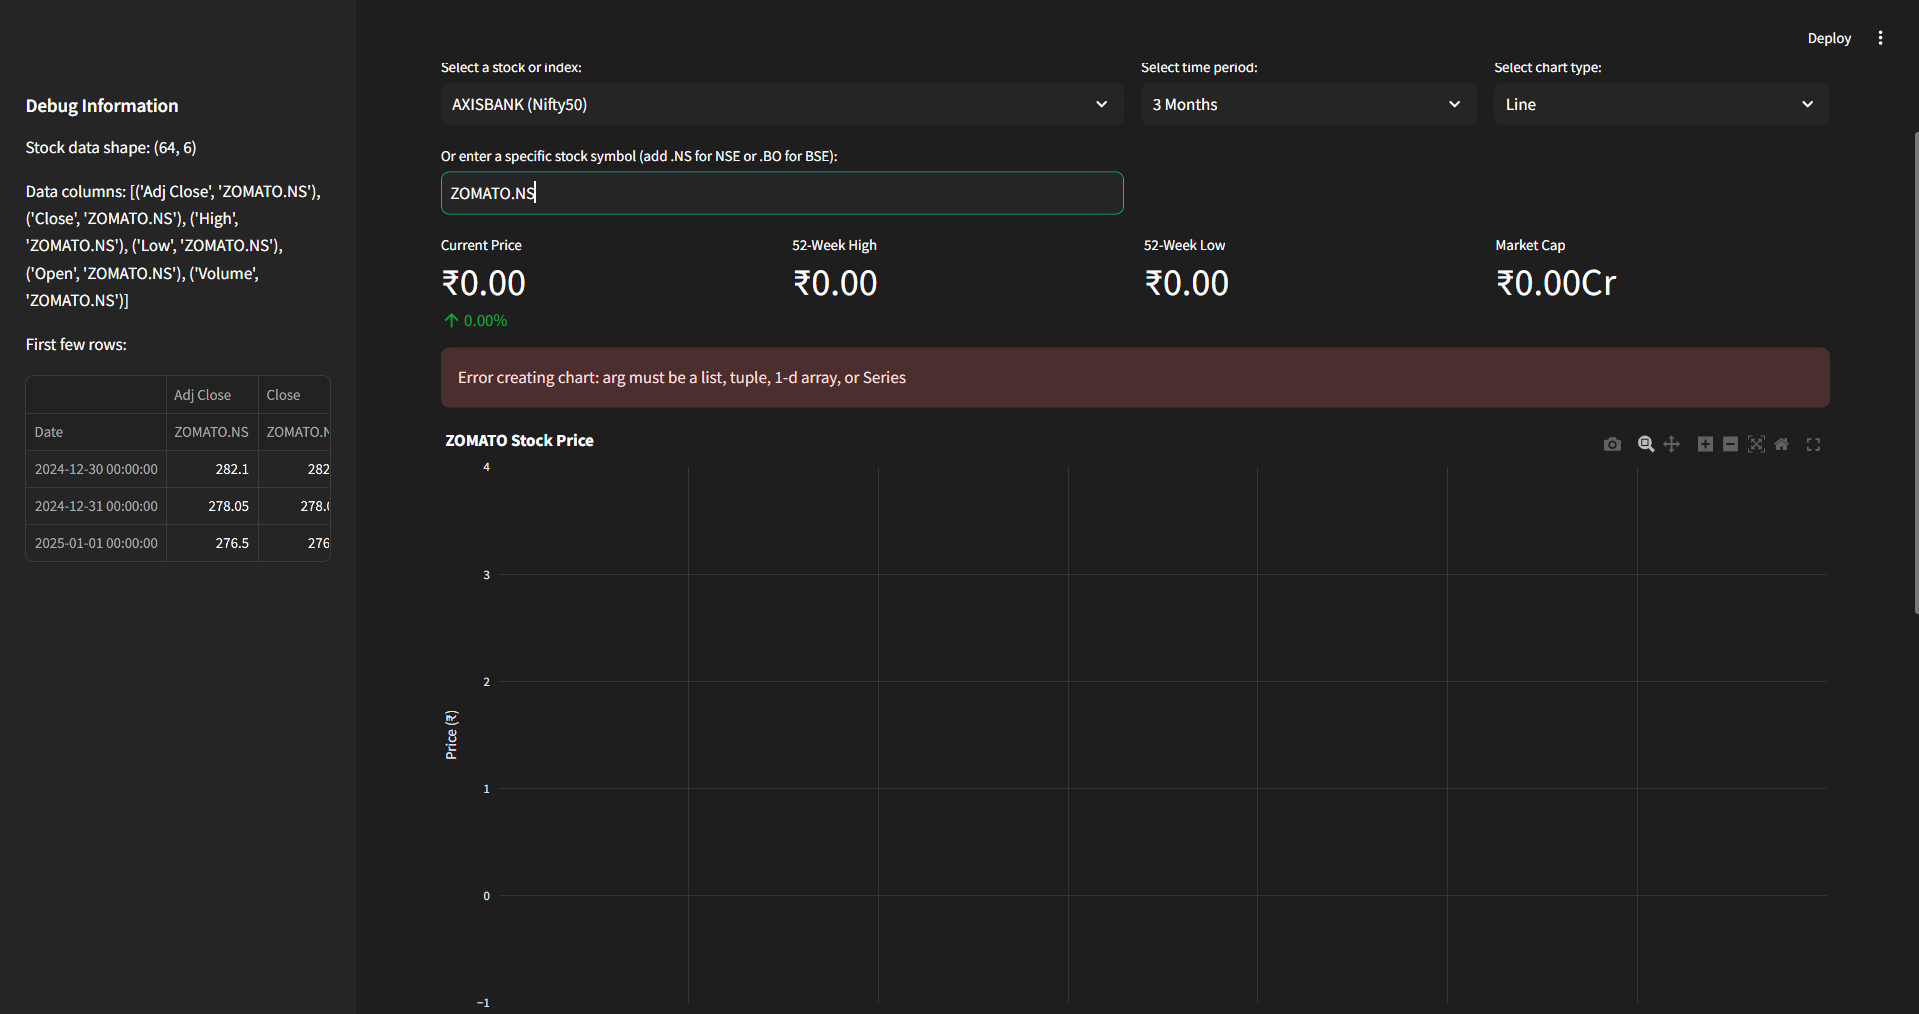 Deploy
Debug Information
Stock data shape: (64, 6)
Data columns: [('Adj Close', 'ZOMATO.NS'),
('Close', 'ZOMATO.NS'), ('High',
'ZOMATO.NS'), ('Low', 'ZOMATO.NS'),
('Open', 'ZOMATO.NS'), ('Volume',
'ZOMATO.NS')]
First few rows:
Adj Close Close
Date ZOMATO.NS ZOMATO.N
2024-12-30 00:00:00 282.1 282
2024-12-31 00:00:00 278.05 278.0
2025-01-01 00:00:00 276.5 276
Select a stock or index: Select time period: Select chart type:
AXISBANK (Nifty50) 3 Months Line
Or enter a specific stock symbol (add .NS for NSE or .BO for BSE):
ZOMATO.NS
Current Price 52-Week High 52-Week Low Market Cap
₹0.00 ₹0.00 ₹0.00 ₹0.00Cr
0.00%
Error creating chart: arg must be a list, tuple, 1-d array, or Series
ZOMATO Stock Price
4
3
2
Price (₹)
1
0
−1